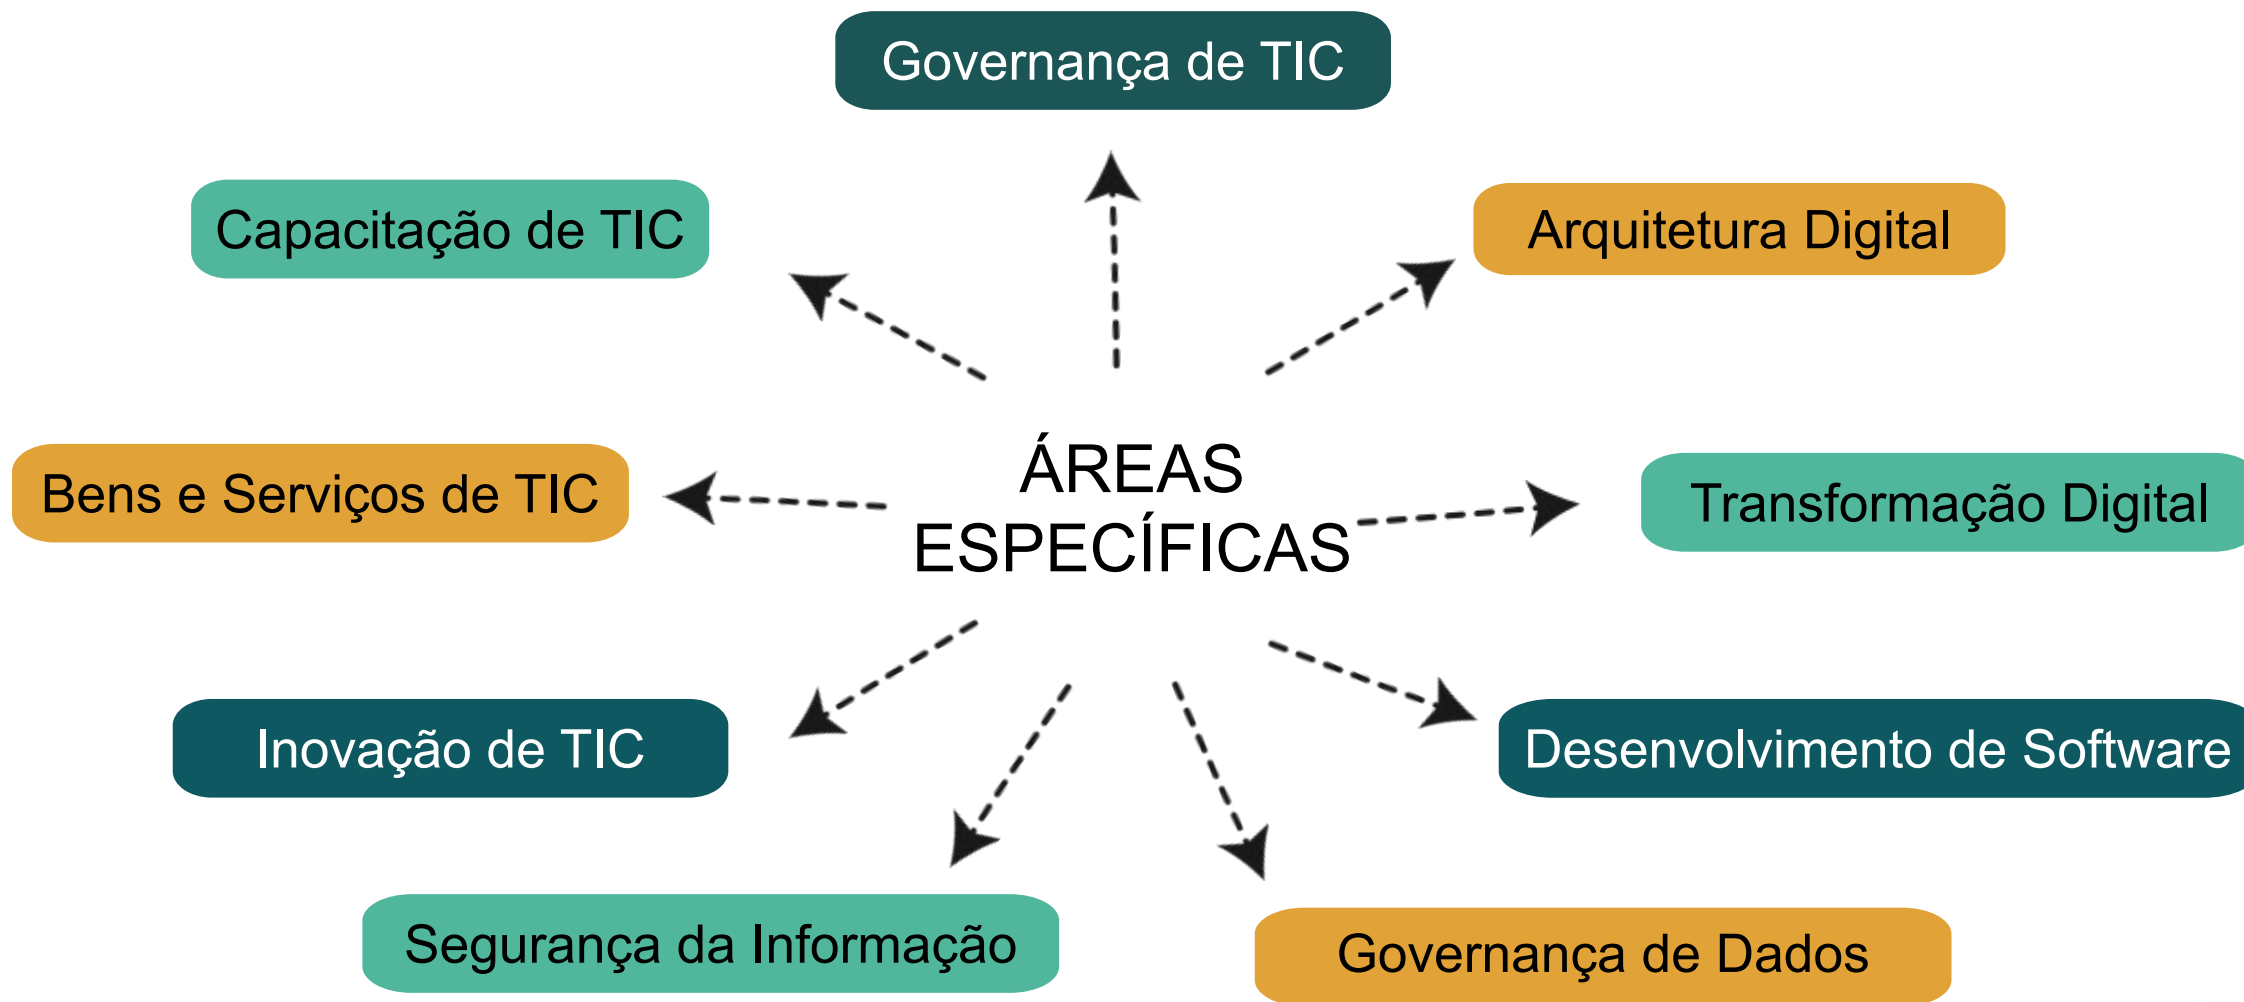 Governança de TIC
Capacitação de TIC
Arquitetura Digital
ÁREAS
ESPECÍFICAS
Bens e Serviços de TIC
Transformação Digital
Inovação de TIC
Desenvolvimento de Software
Segurança da Informação
Governança de Dados